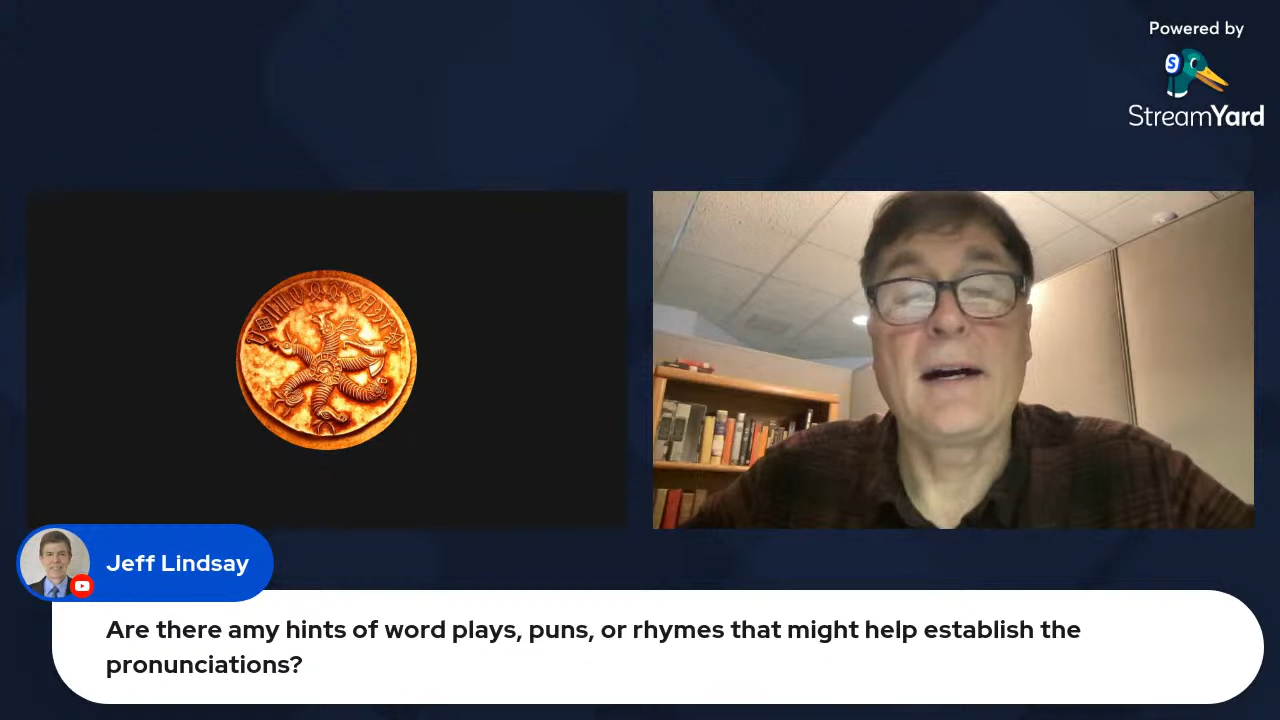 Powered by
S
StreamYard
Jeff Lindsay
Are there amy hints of word plays, puns, or rhymes that might help establish the
pronunciations?